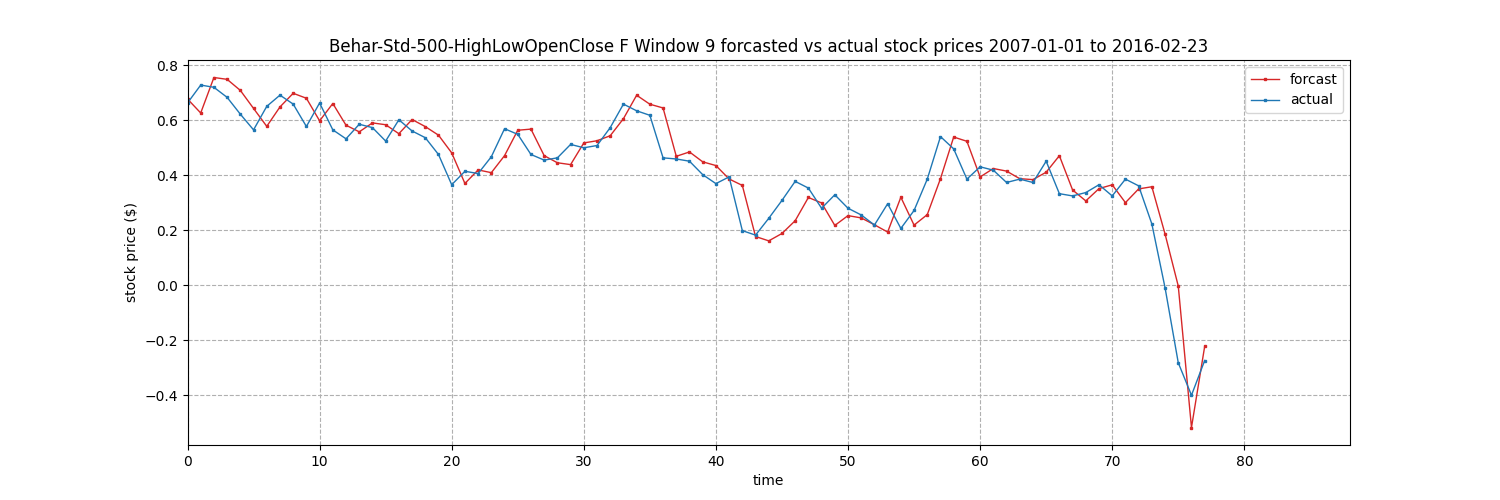 Behar-Std-500-HighLowOpenClose F Window 9 forcasted vs actual stock prices 2007-01-01 to 2016-02-23
forcast
actual
stock price ($)
0.8
0.6
0.4
0.2
0.0
−0.2
−0.4
0 10 20 30 40 50 60 70 80
time